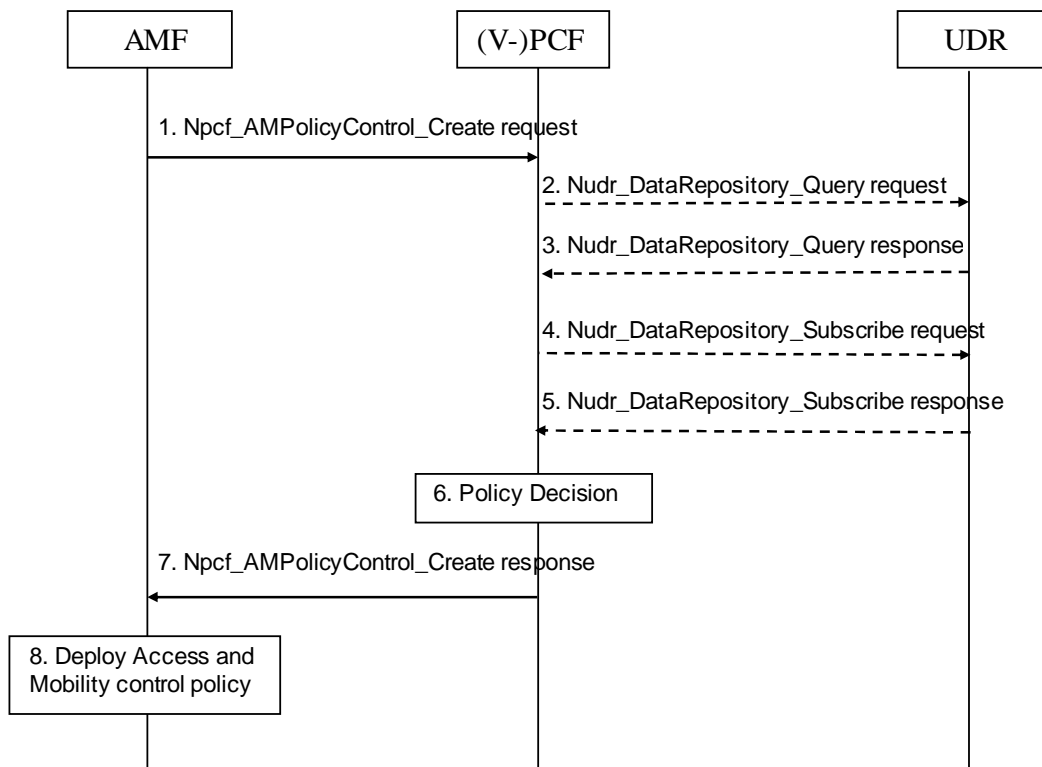 AMF
(V-)PCF
UDR
1. Npcf_AMPolicyControl_Create request
2. Nudr_DataRepository_Query request
3. Nudr_DataRepository_Query response
4. Nudr_DataRepository_Subscribe request
5. Nudr_DataRepository_Subscribe response
6. Policy Decision
7. Npcf_AMPolicyControl_Create response
8. Deploy Access and
Mobility control policy